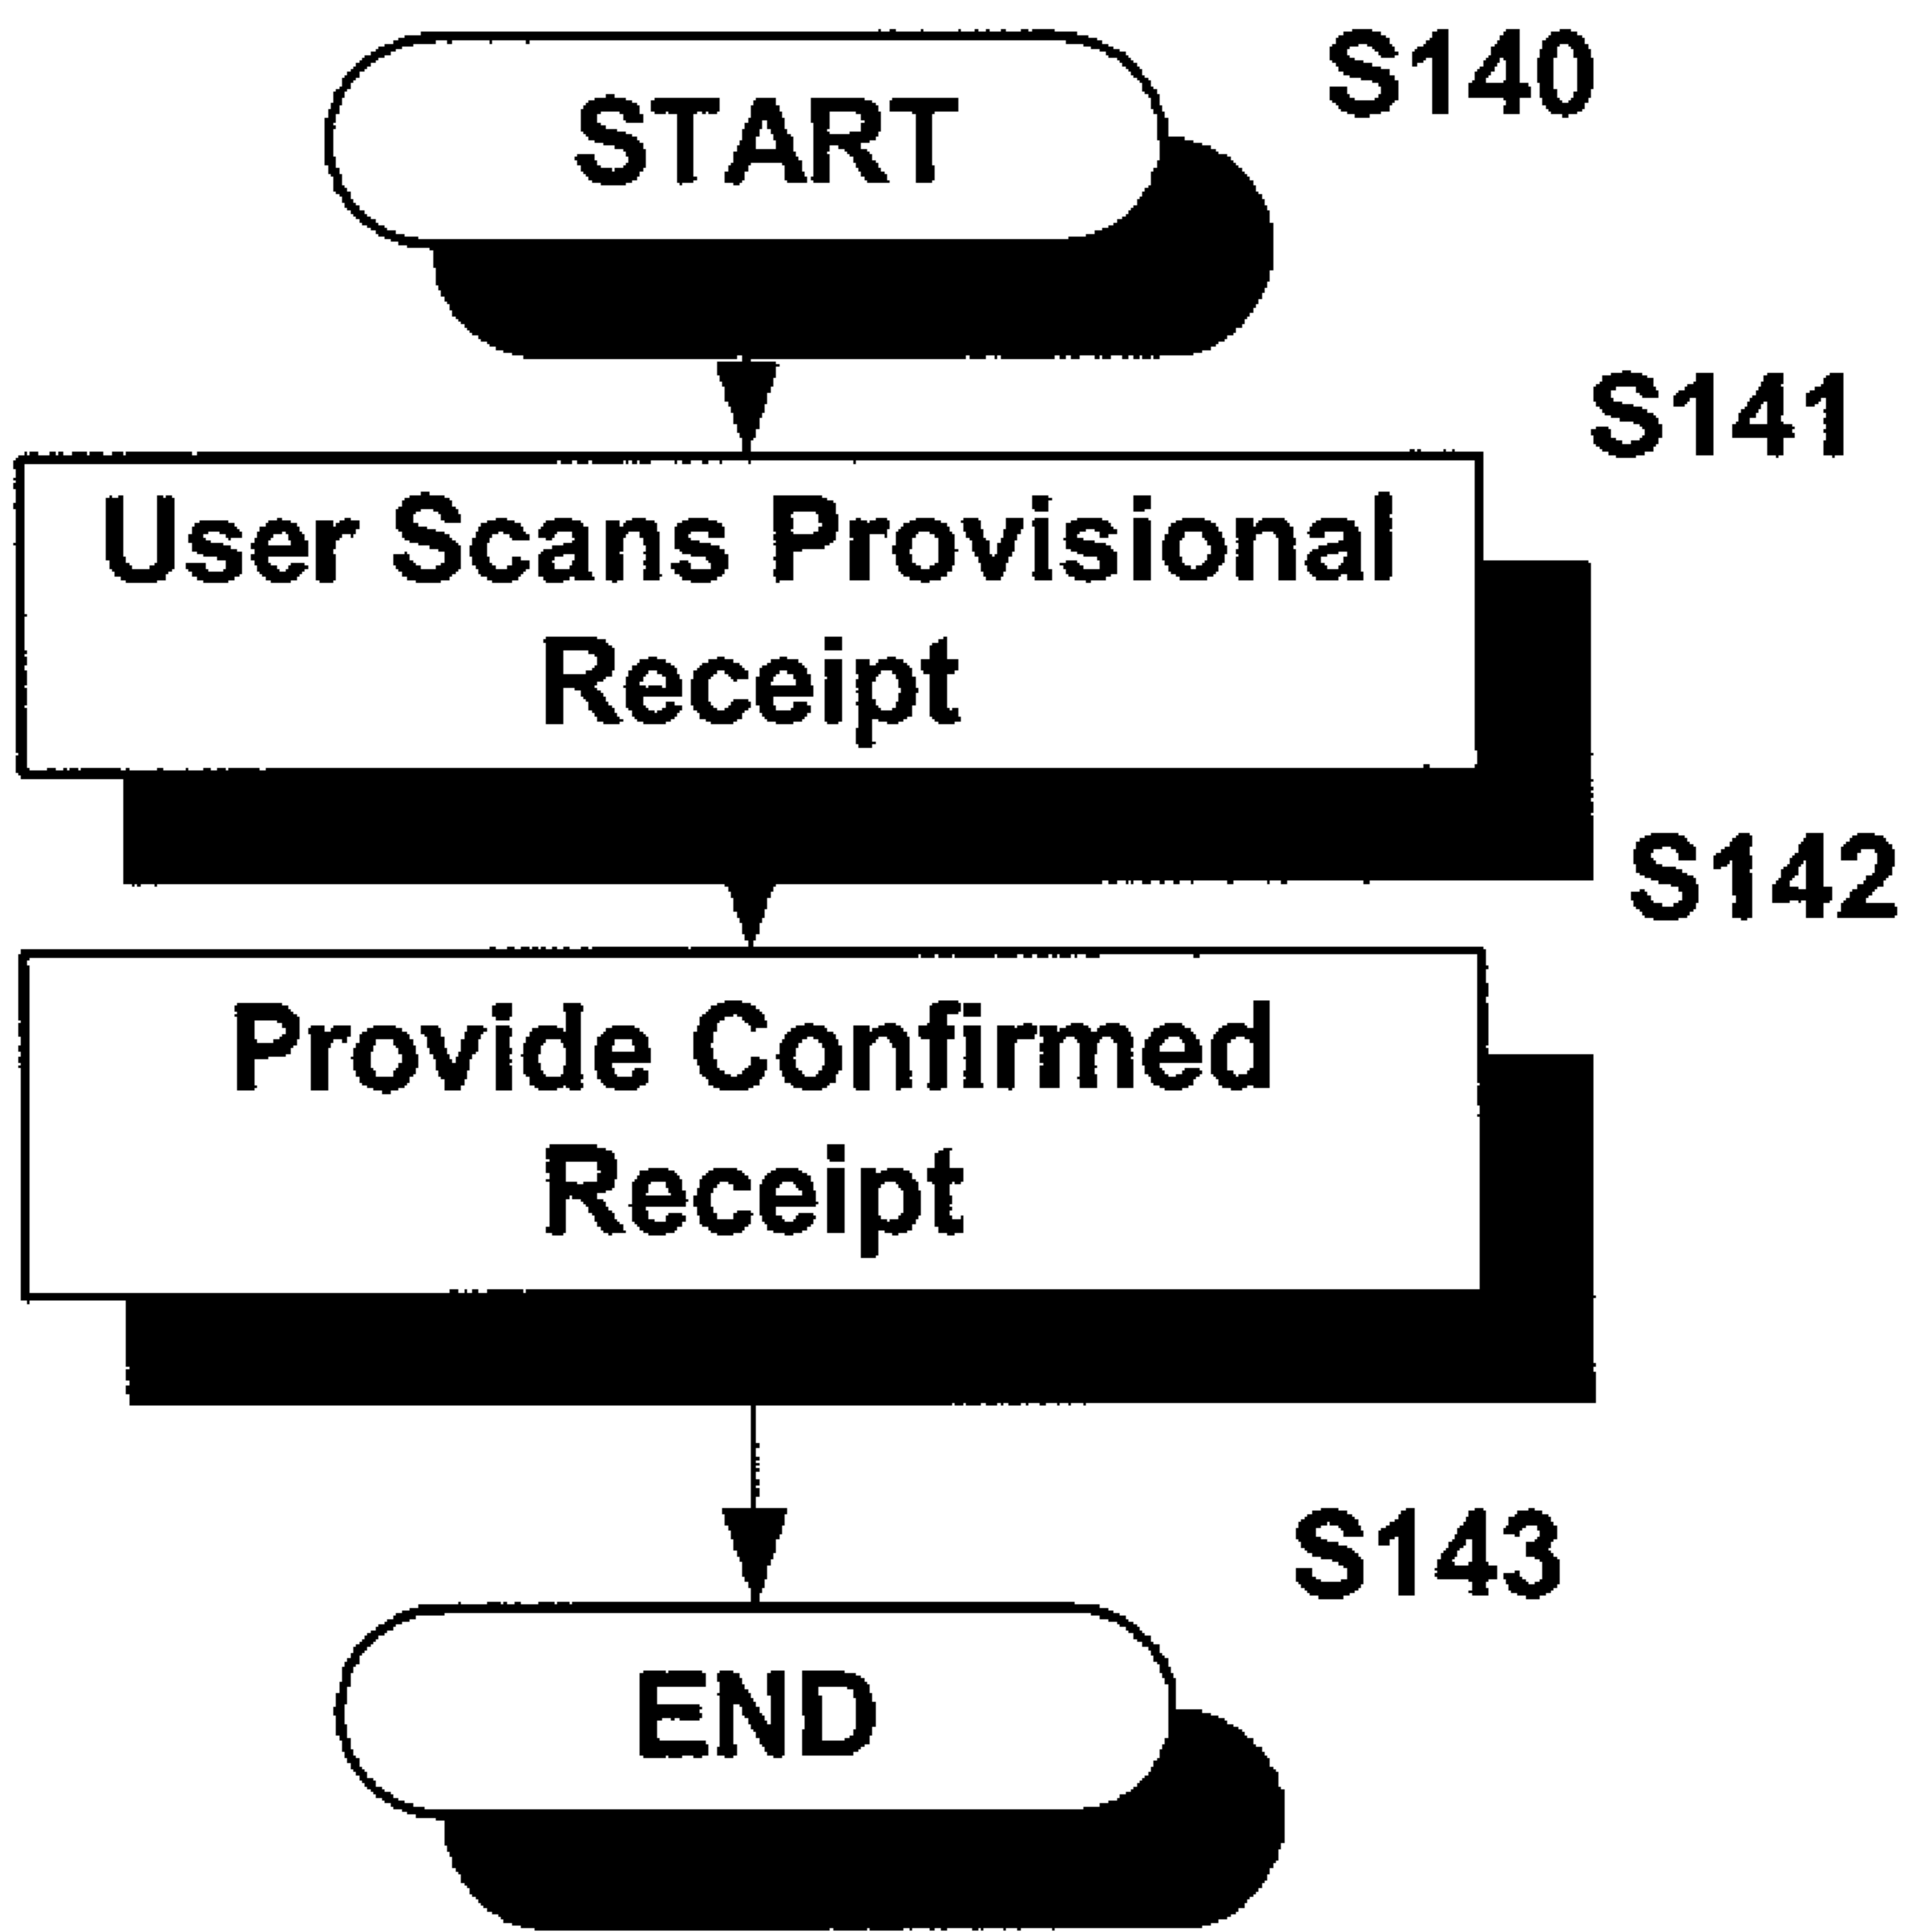 S140
START
S141
User Scans Provisional
Receipt
S142
Provide Confirmed
Receipt
S143
END